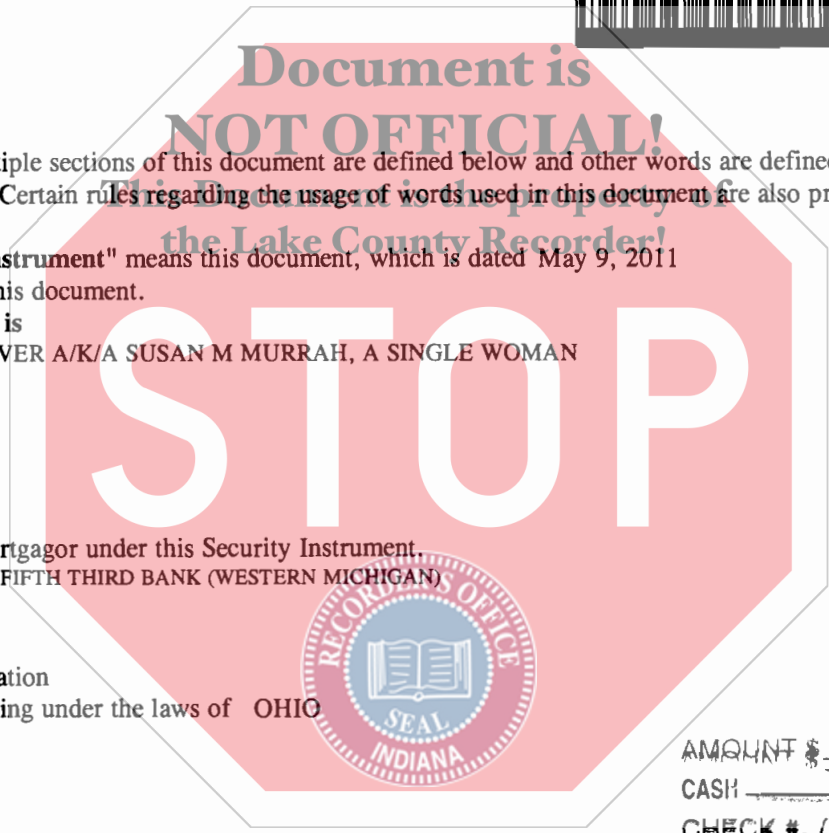 Document is
NOT OFFICIAL!
iple sections of this document are defined below and other words are define
Certain rules regarding the usage of words used in this document are also pr
This Document is the property of
the Lake County Recorder!
strument" means this document, which is dated May 9, 2011
his document.
is
VER A/K/A SUSAN M MURRAH, A SINGLE WOMAN
STOP
rtgagor under this Security Instrument.
FIFTH THIRD BANK (WESTERN MICHIGAN)
ation
ing under the laws of OHIO
RECORDER'S OFFICE
SEAL
INDIANA
AMOUNT $
CASH
CHECK #